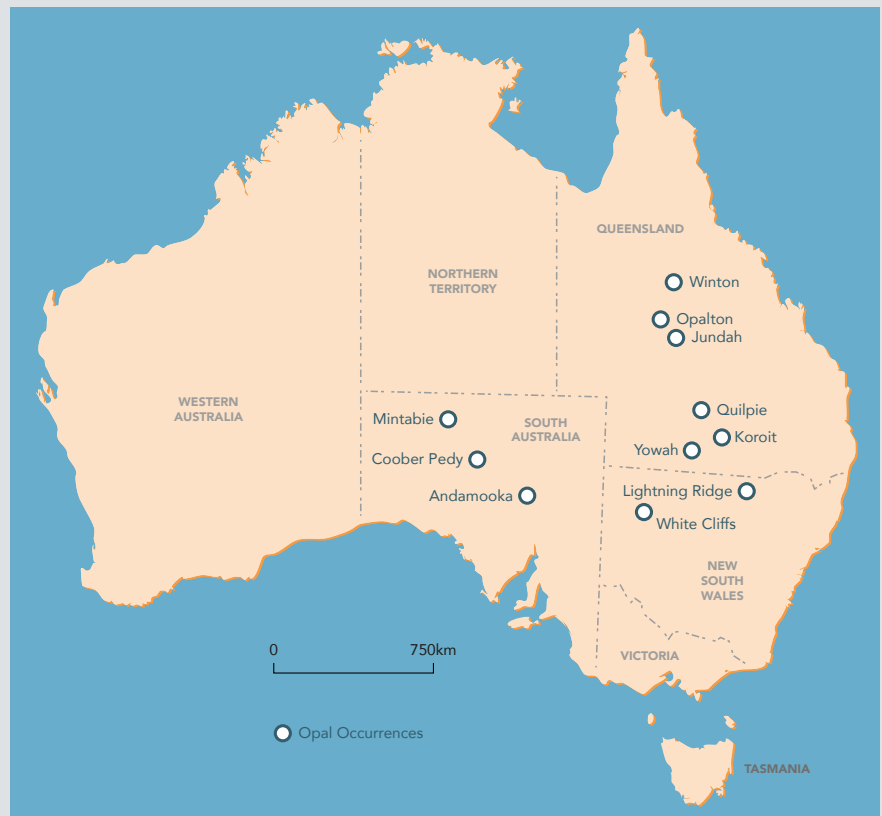 QUEENSLAND
Winton
NORTHERN
TERRITORY
Opalton
Jundah
WESTERN
AUSTRALIA
Quilpie
Mintabie
SOUTH
AUSTRALIA
Koroit
Yowah
Coober Pedy
Lightning Ridge
Andamooka
White Cliffs
NEW
SOUTH
WALES
0
750km
VICTORIA
Opal Occurrences
TASMANIA